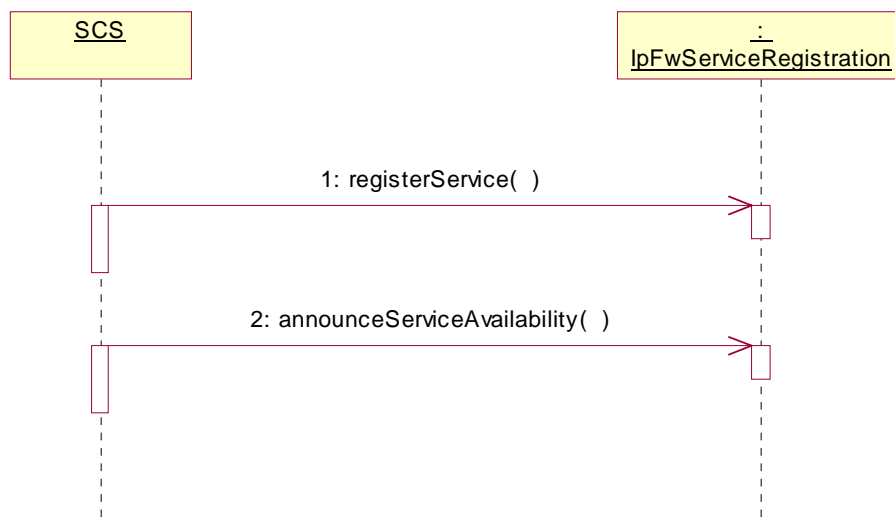 SCS
:
IpFwServiceRegistration
1: registerService( )
2: announceServiceAvailability( )